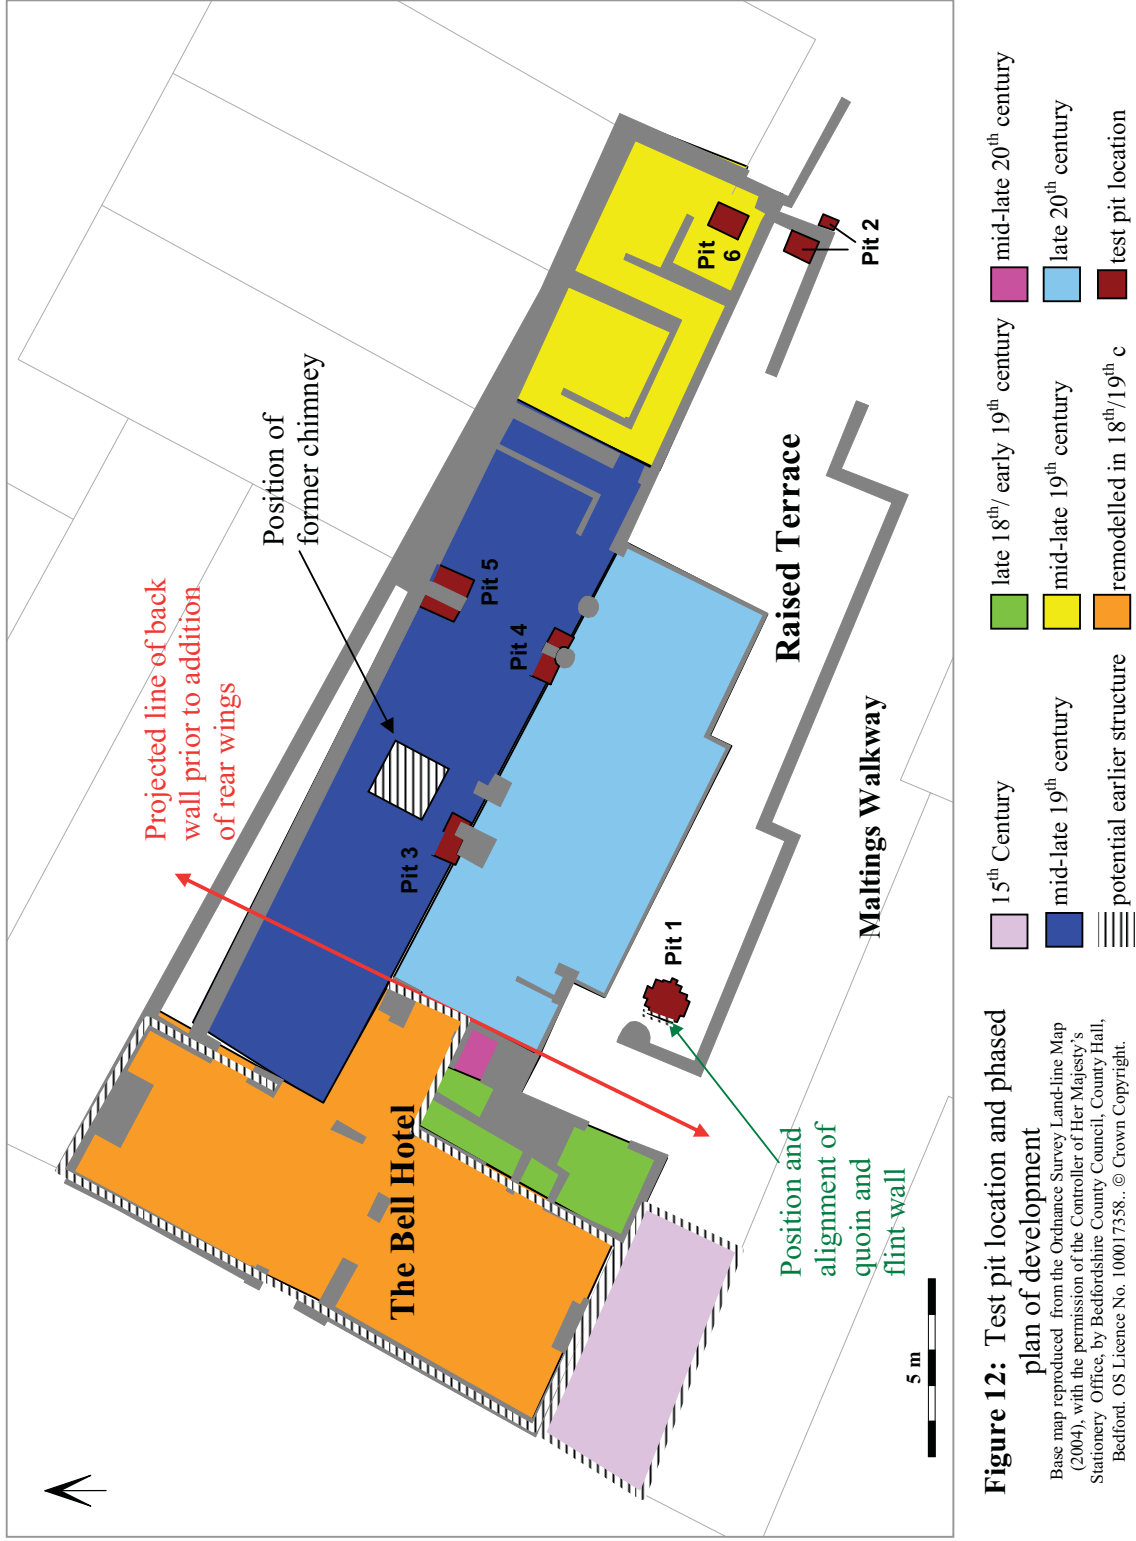 Projected line of back
wall prior to addition
of rear wings
Position of
former chimney
Pit 5
Pit 4
Pit 3
Pit
6
Pit 2
Pit 1
The Bell Hotel
Raised Terrace
Maltings Walkway
Position and
alignment of
quoin and
flint wall
5 m
Figure 12: Test pit location and phased
plan of development
Base map reproduced from the Ordnance Survey Land-line Map
(2004), with the permission of the Controller of Her Majesty's
Stationery Office, by Bedfordshire County Council, County Hall,
Bedford. OS Licence No. 100017358.. © Crown Copyright.
15th Century
late 18th/ early 19th century
mid-late 20th century
mid-late 19th century
mid-late 19th century
late 20th century
potential earlier structure
remodelled in 18th/19th c
test pit location